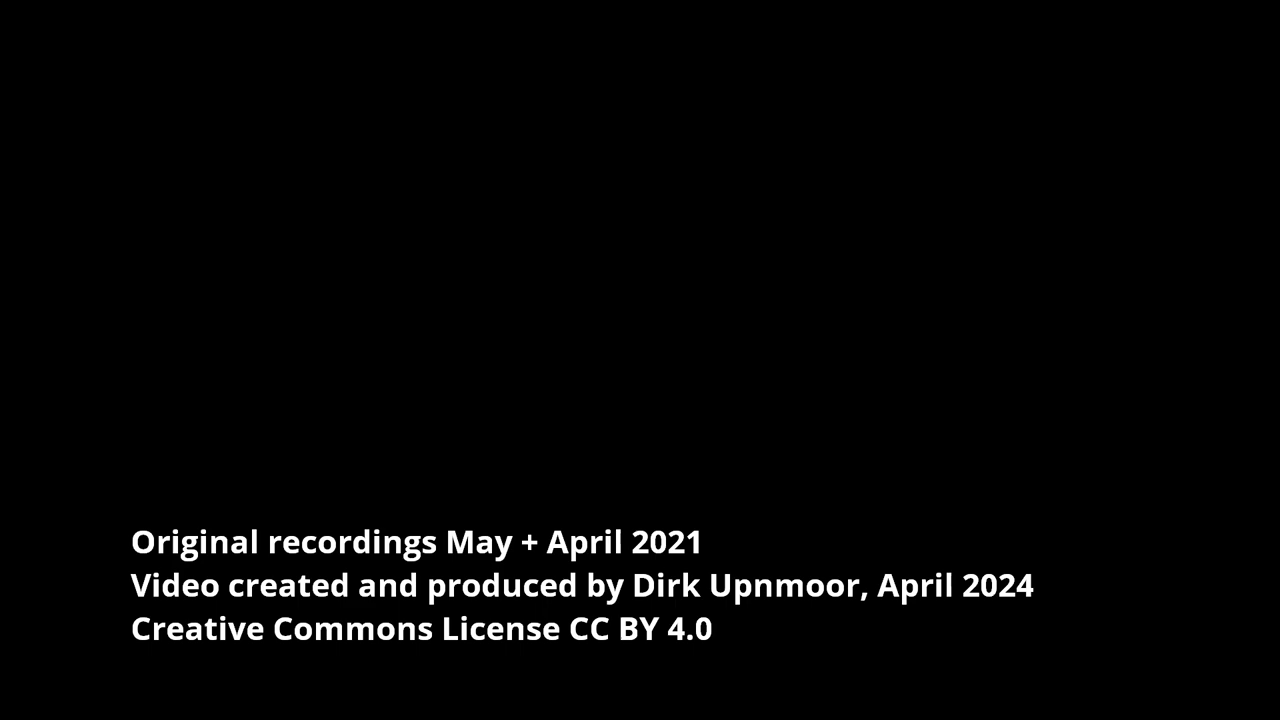 Original recordings May + April 2021
Video created and produced by Dirk Upnmoor, April 2024
Creative Commons License CC BY 4.0